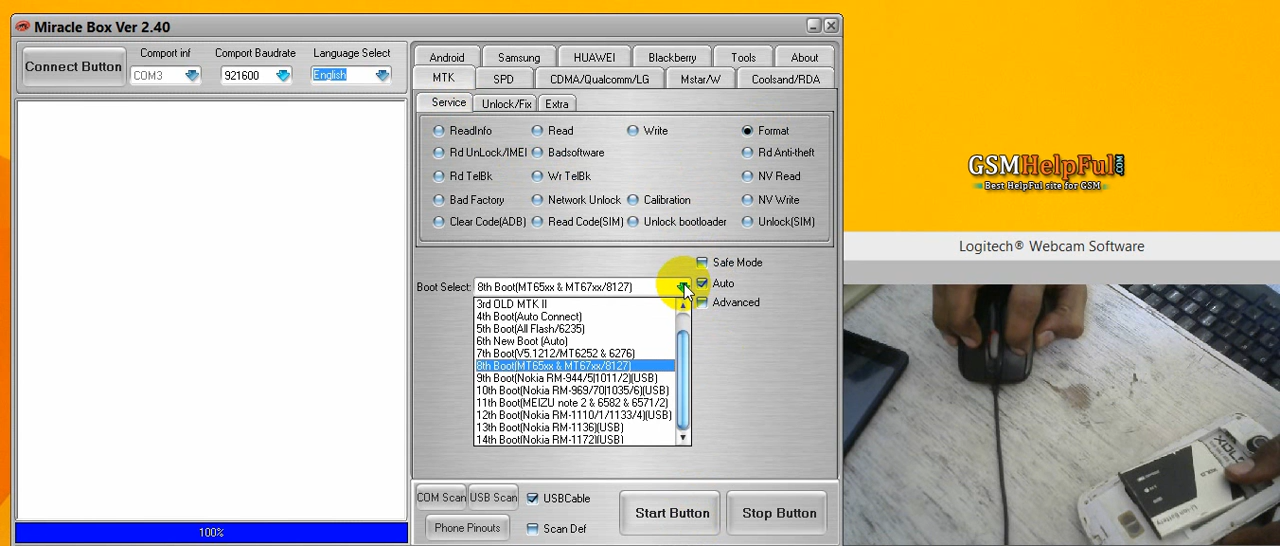 Miracle Box Ver 2.40
Connect Button
Comport inf
Comport Baudrate
Language Select
COM3
921600
English
Android
Samsung
HUAWEI
Blackberry
Tools
About
MTK
SPD
CDMA/Qualcomm/LG
Mstar/W
Coolsand/RDA
Service
Unlock/Fix
Extra
ReadInfo
Read
Write
Format
Rd UnLock/IMEI
Badsoftware
Rd Anti-theft
Rd TelBk
Wr TelBk
NV Read
Bad Factory
Network Unlock
Calibration
NV Write
Clear Code(ADB)
Read Code(SIM)
Unlock bootloader
Unlock(SIM)
Safe Mode
Boot Select:
8th Boot(MT65xx & MT67xx/8127)
Auto
Advanced
3rd OLD MTK II
4th Boot(Auto Connect)
5th Boot(All Flash/6235)
6th New Boot (Auto)
7th Boot(V5.1212/MT6252 & 6276)
8th Boot(MT65xx & MT67xx/8127)
9th Boot(Nokia RM-944/5|1011/2)(USB)
10th Boot(Nokia RM-969/70|1035/6)(USB)
11th Boot(MEIZU note 2 & 6582 & 6571/2)
12th Boot(Nokia RM-1110/1/1133/4)(USB)
13th Boot(Nokia RM-1136)(USB)
14th Boot(Nokia RM-1172)(USB)
COM Scan
USB Scan
USBCable
Start Button
Stop Button
Phone Pinouts
Scan Def
100%
GSMHelpFul.COM
Best HelpFul site for GSM
Logitech® Webcam Software
XOLO